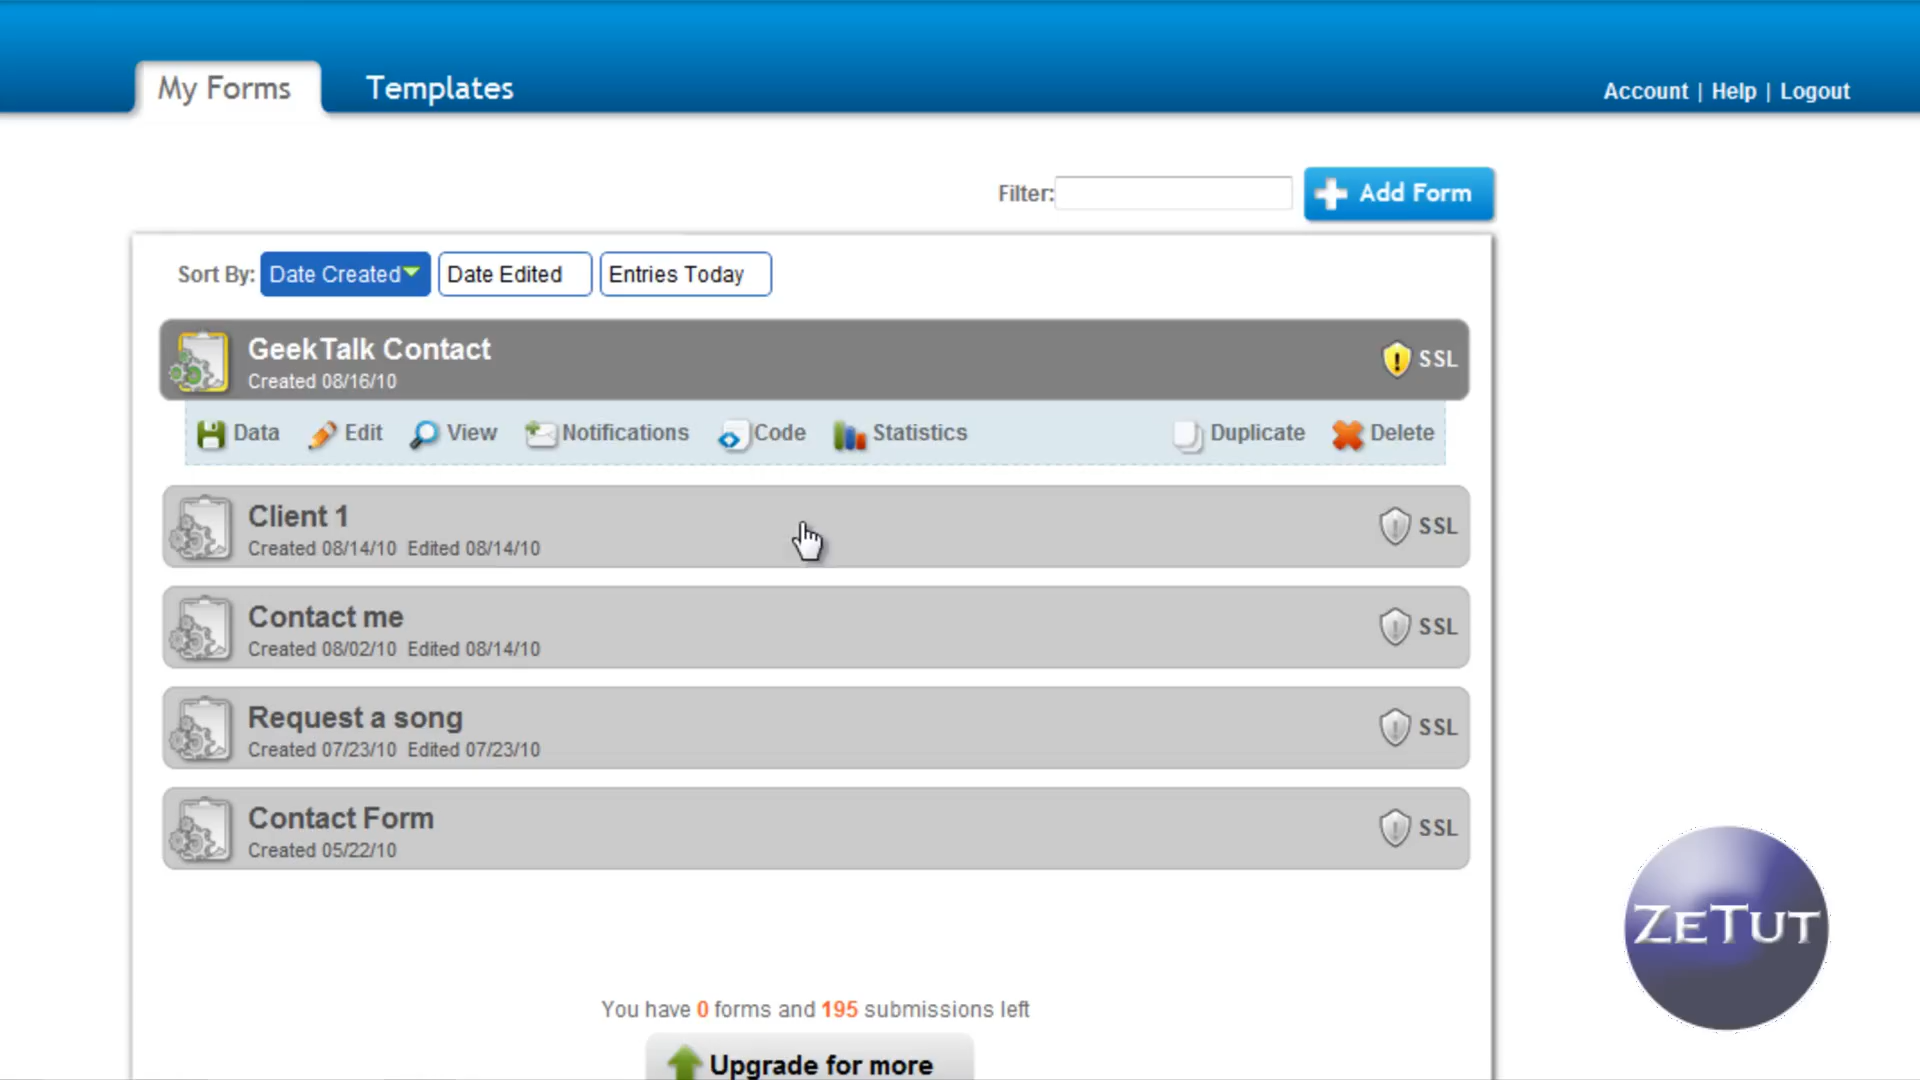 My Forms Templates Account | Help | Logout
Filter: Add Form
Sort By: Date Created Date Edited Entries Today
GeekTalk Contact
Created 08/16/10
SSL
Data Edit View Notifications Code Statistics Duplicate Delete
Client 1
Created 08/14/10 Edited 08/14/10
SSL
Contact me
Created 08/02/10 Edited 08/14/10
SSL
Request a song
Created 07/23/10 Edited 07/23/10
SSL
Contact Form
Created 05/22/10
SSL
ZeTut
You have 0 forms and 195 submissions left
Upgrade for more